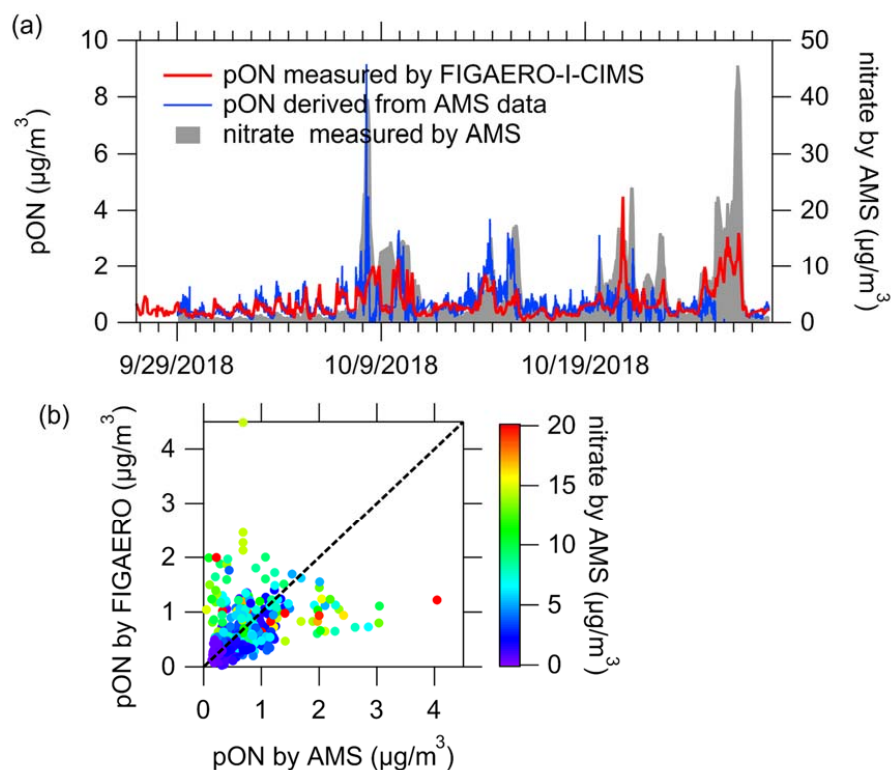 (a)
10
8
6
4
2
0
pON (µg/m³)
pON measured by FIGAERO-I-CIMS
pON derived from AMS data
nitrate measured by AMS
50
40
30
20
10
0
nitrate by AMS (µg/m³)
9/29/2018 10/9/2018 10/19/2018
(b)
4
3
2
1
0
pON by FIGAERO (µg/m³)
0 1 2 3 4
pON by AMS (µg/m³)
20
15
10
5
0
nitrate by AMS (µg/m³)